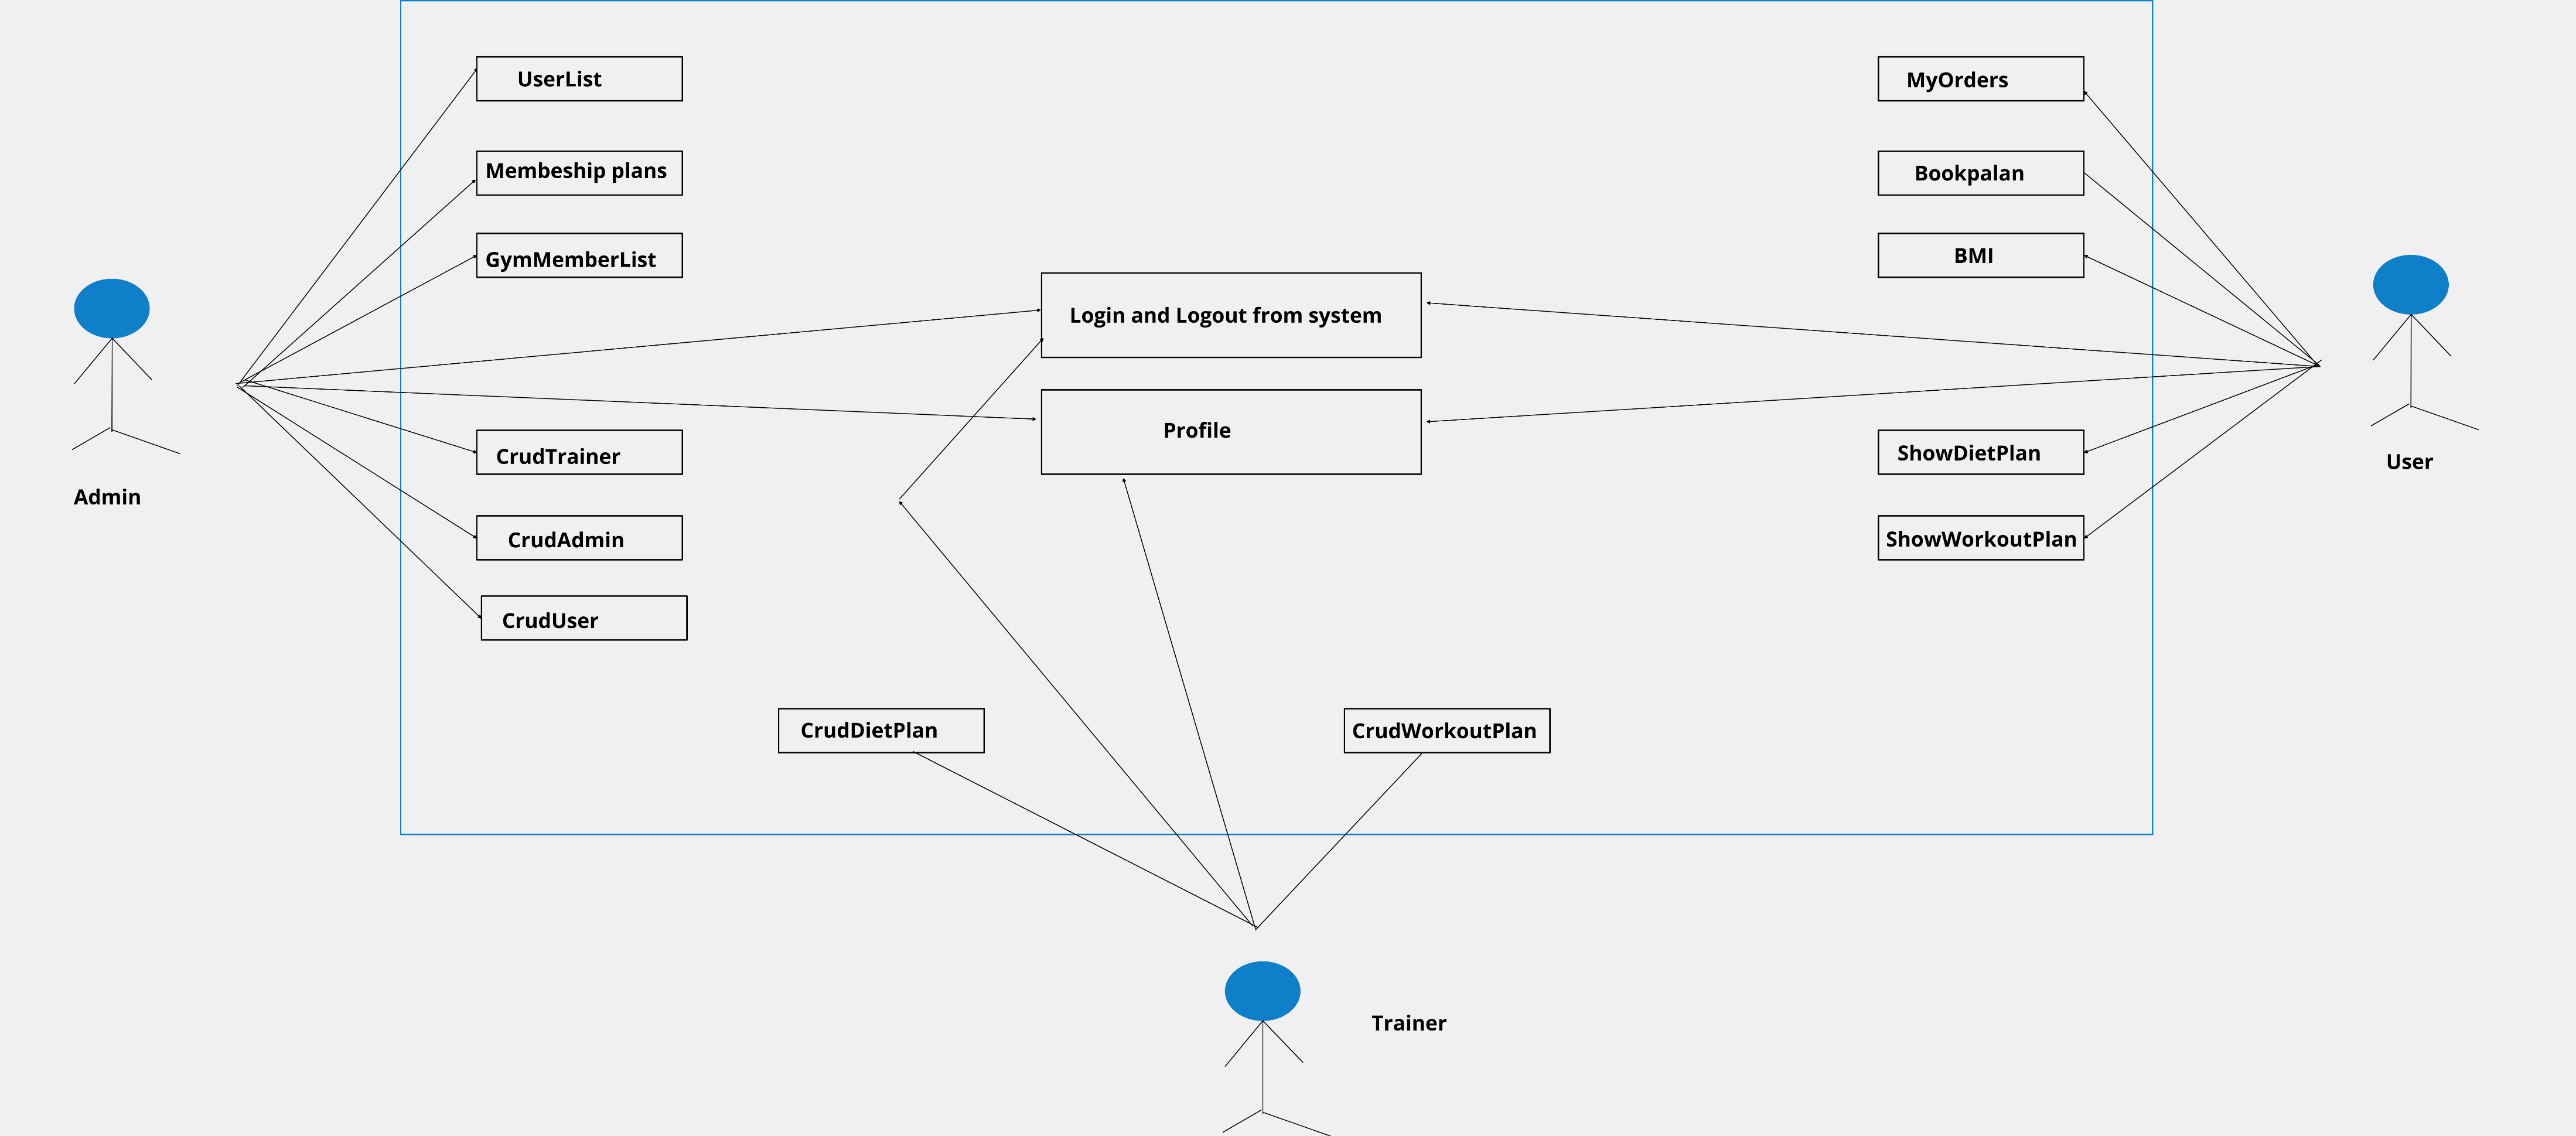 UserList
MyOrders
Membeship plans
Bookpalan
GymMemberList
BMI
Login and Logout from system
Profile
CrudTrainer
ShowDietPlan
Admin
User
CrudAdmin
ShowWorkoutPlan
CrudUser
CrudDietPlan
CrudWorkoutPlan
Trainer